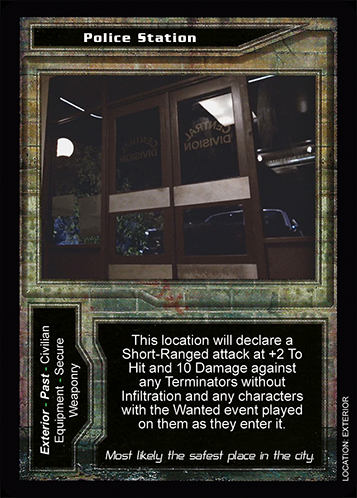 Police Station
CENTRAL
DIVISION
CENTRAL
DIVISION
Exterior - Past - Civilian
Equipment - Secure
Weaponry
This location will declare a
Short-Ranged attack at +2 To
Hit and 10 Damage against
any Terminators without
Infiltration and any characters
with the Wanted event played
on them as they enter it.
Most likely the safest place in the city.
LOCATION: EXTERIOR